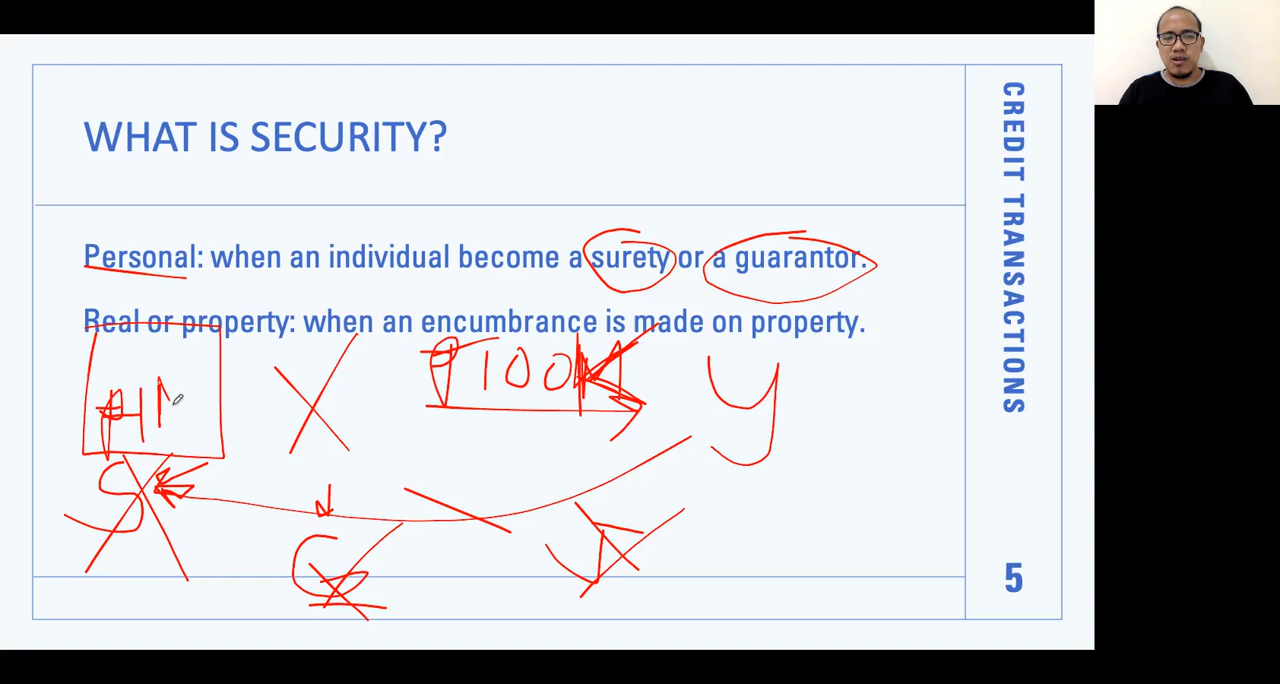 WHAT IS SECURITY?
Personal: when an individual become a surety or a guarantor.
Real or property: when an encumbrance is made on property.
X
₱100K
Y
₱1
S
G
CREDIT TRANSACTIONS
5